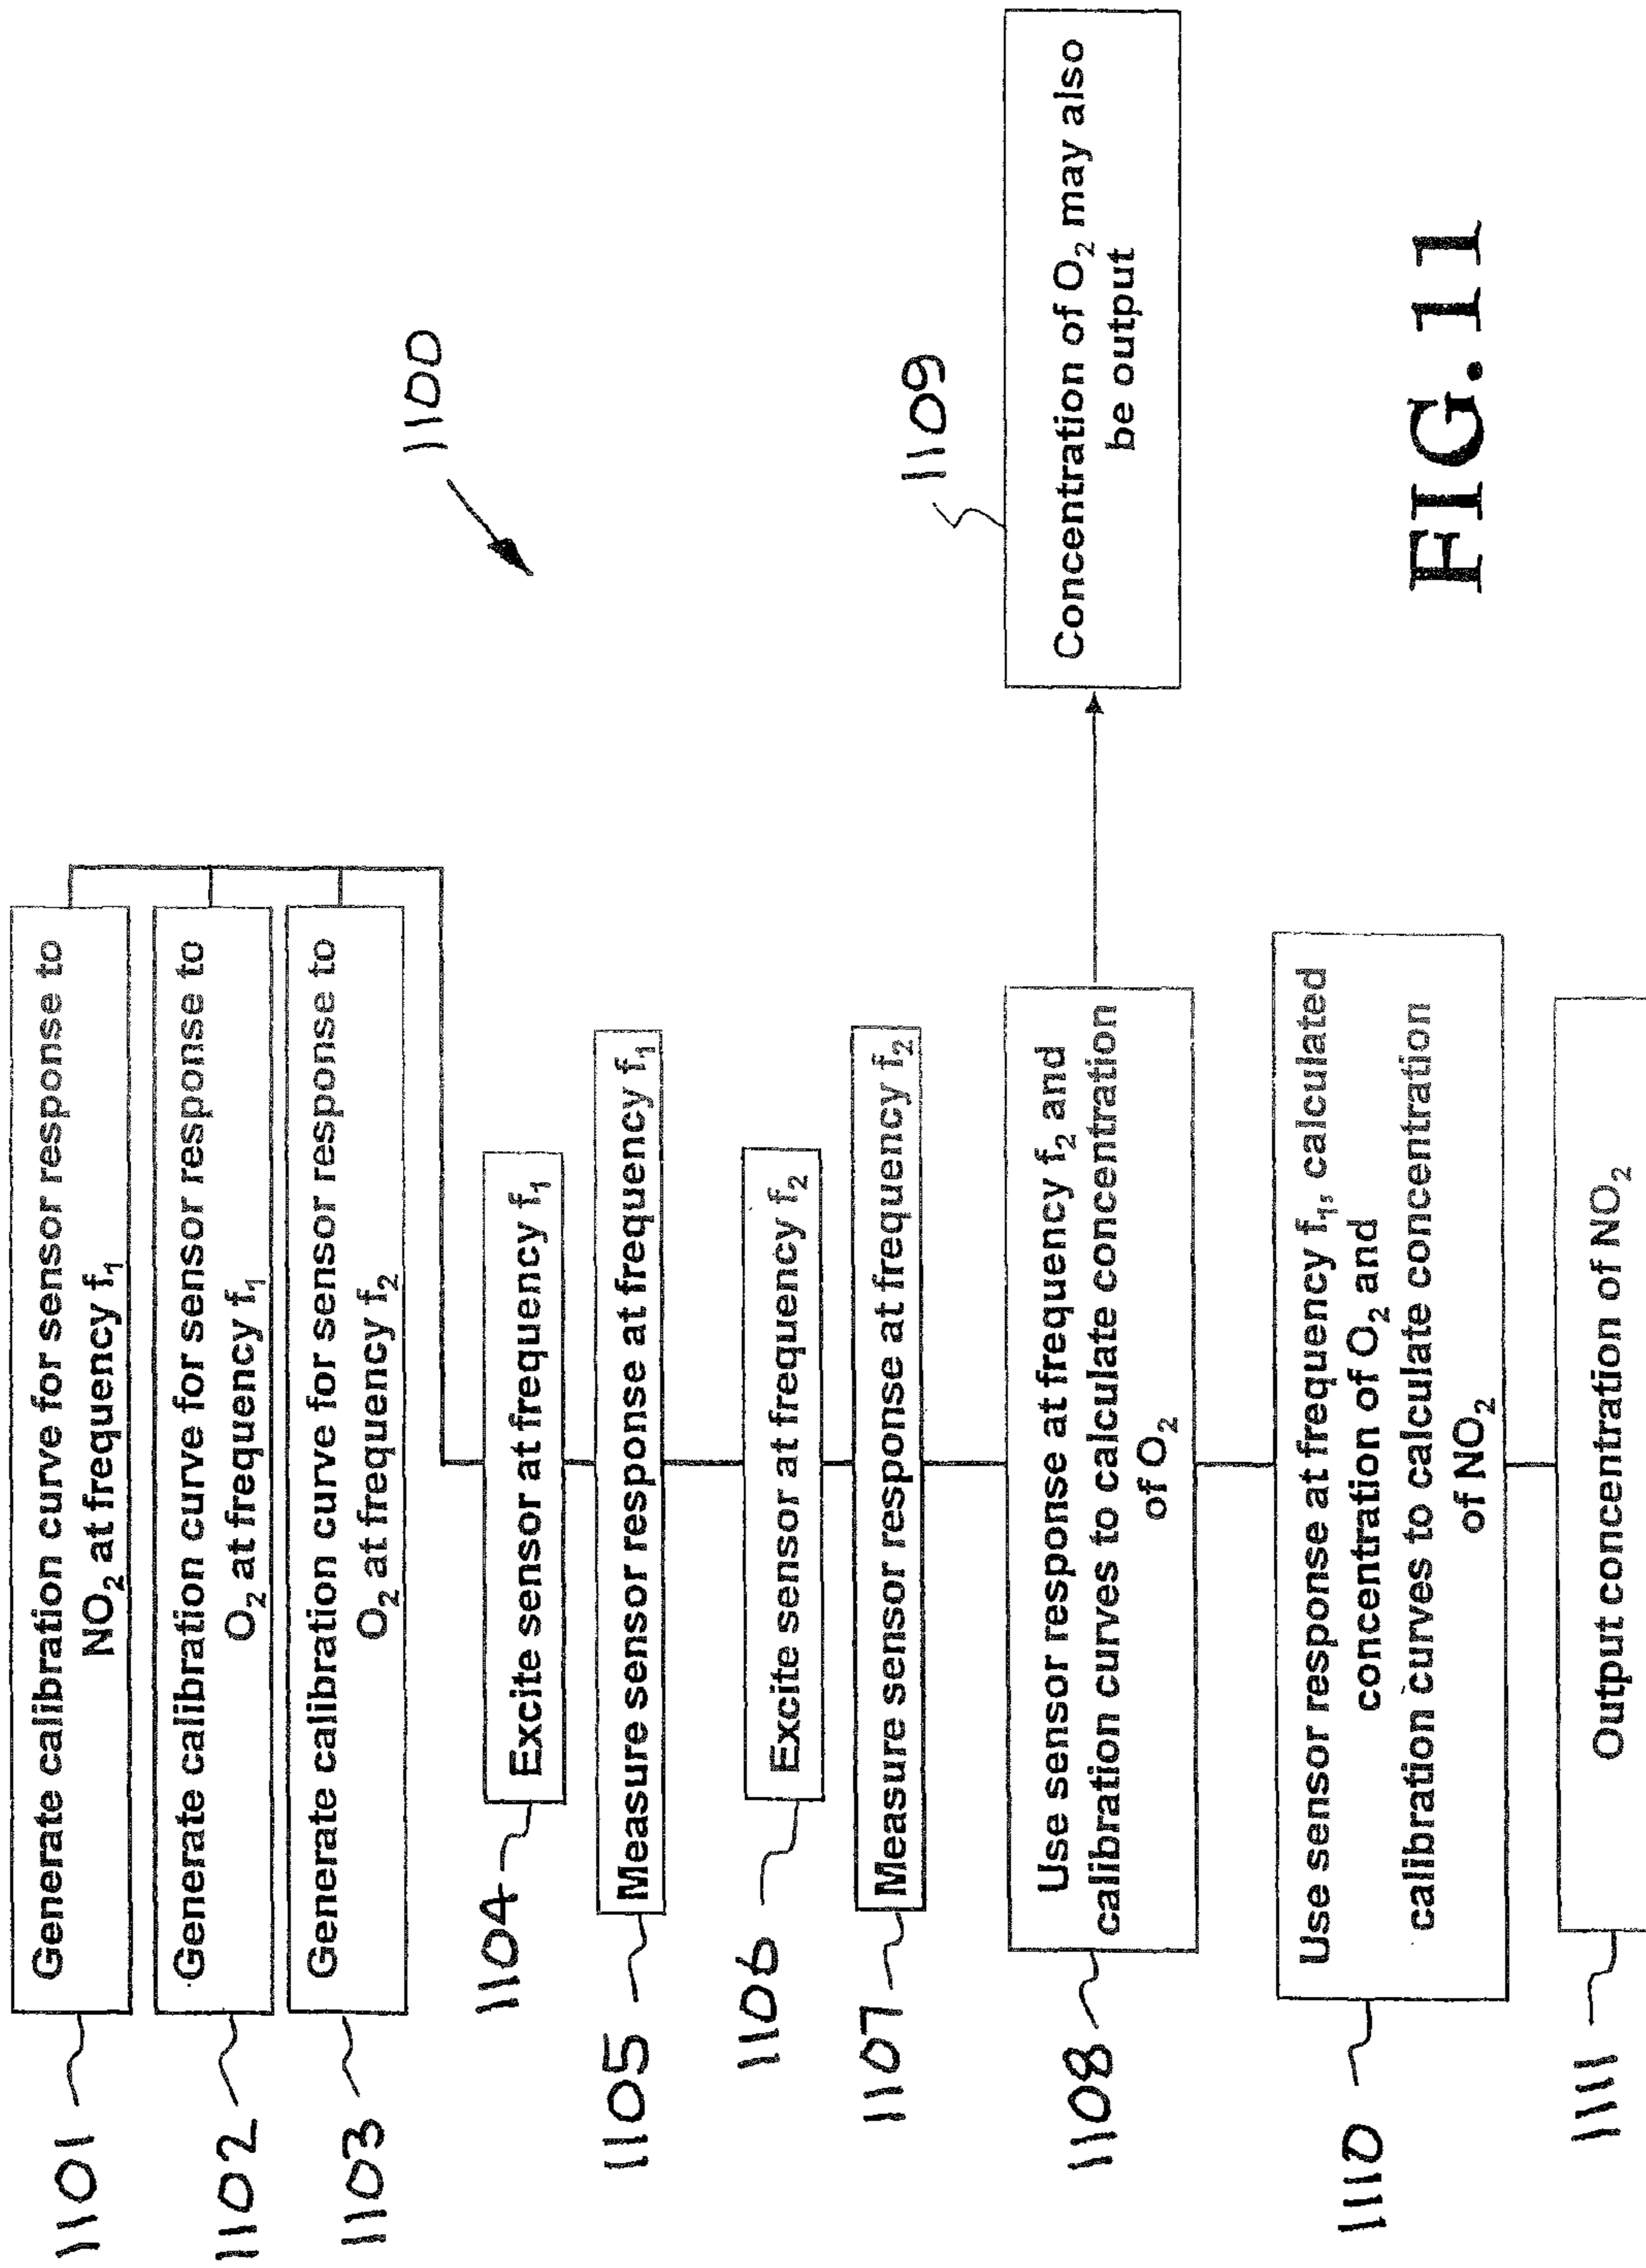 1100
1101
Generate calibration curve for sensor response to
NO₂ at frequency f₁
1102
Generate calibration curve for sensor response to
O₂ at frequency f₁
1103
Generate calibration curve for sensor response to
O₂ at frequency f₂
1104
Excite sensor at frequency f₁
1105
Measure sensor response at frequency f₁
1106
Excite sensor at frequency f₂
1107
Measure sensor response at frequency f₂
1108
Use sensor response at frequency f₂ and
calibration curves to calculate concentration
of O₂
1109
Concentration of O₂ may also
be output
1110
Use sensor response at frequency f₁, calculated
concentration of O₂ and
calibration curves to calculate concentration
of NO₂
1111
Output concentration of NO₂
FIG. 11